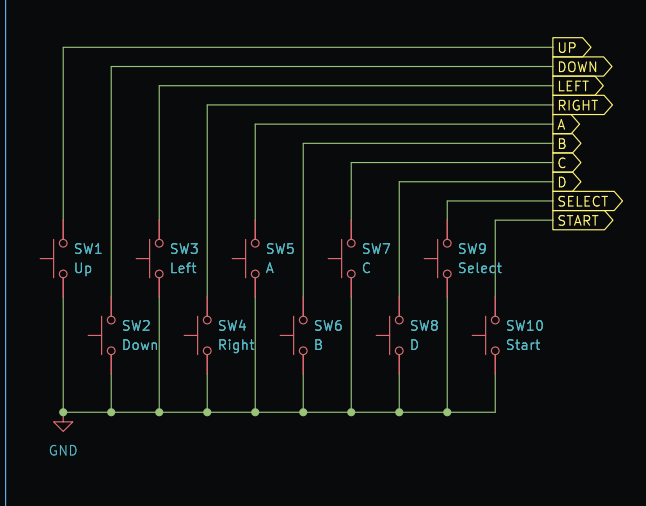 UP
DOWN
LEFT
RIGHT
A
B
C
D
SELECT
START
SW1
Up
SW3
Left
SW5
A
SW7
C
SW9
Select
SW2
Down
SW4
Right
SW6
B
SW8
D
SW10
Start
GND